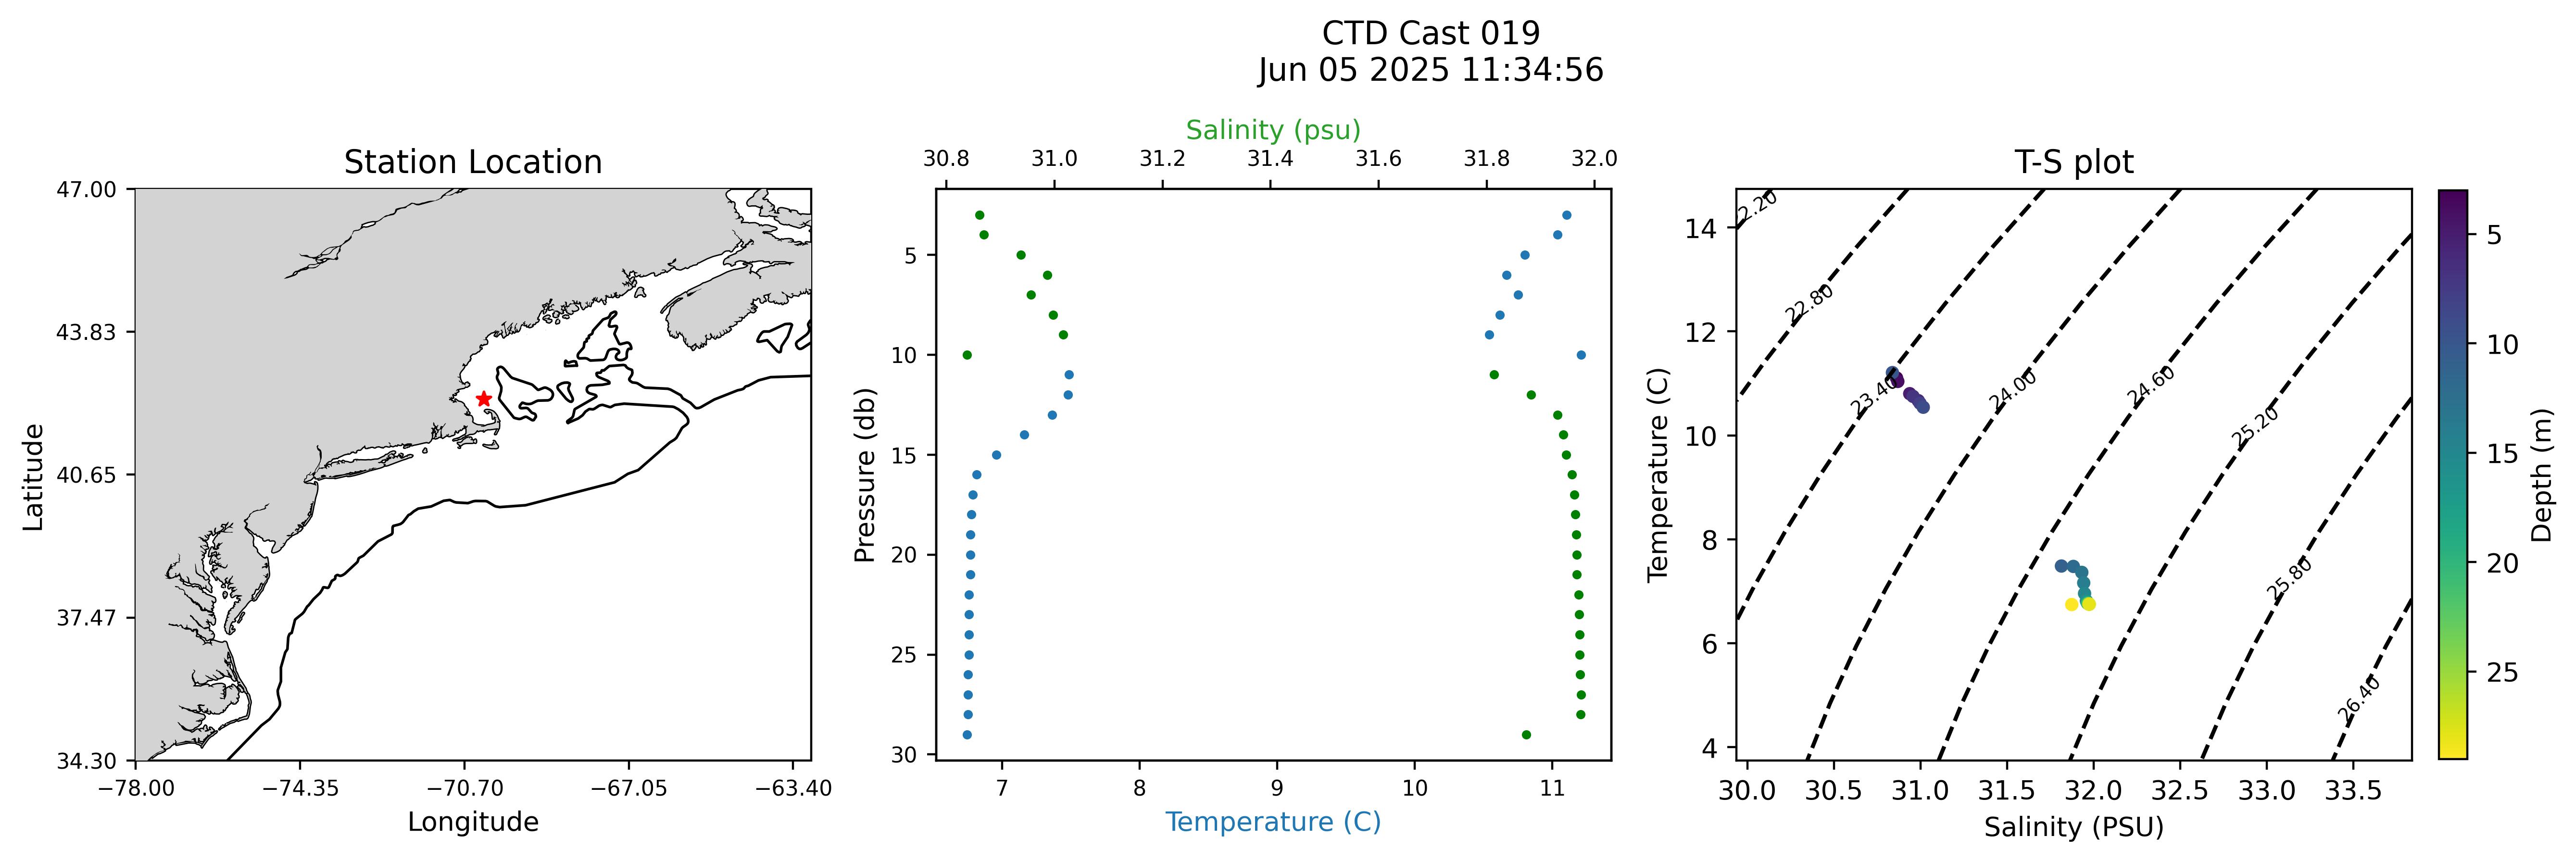 CTD Cast 019
Jun 05 2025 11:34:56
Station Location
47.00
43.83
40.65
37.47
34.30
Latitude
−78.00 −74.35 −70.70 −67.05 −63.40
Longitude
Salinity (psu)
30.8 31.0 31.2 31.4 31.6 31.8 32.0
5
10
15
20
25
30
Pressure (db)
7 8 9 10 11
Temperature (C)
T-S plot
14
12
10
8
6
4
Temperature (C)
2.20
22.80
23.40
24.00
24.60
25.20
25.80
26.40
30.0 30.5 31.0 31.5 32.0 32.5 33.0 33.5
Salinity (PSU)
5
10
15
20
25
Depth (m)